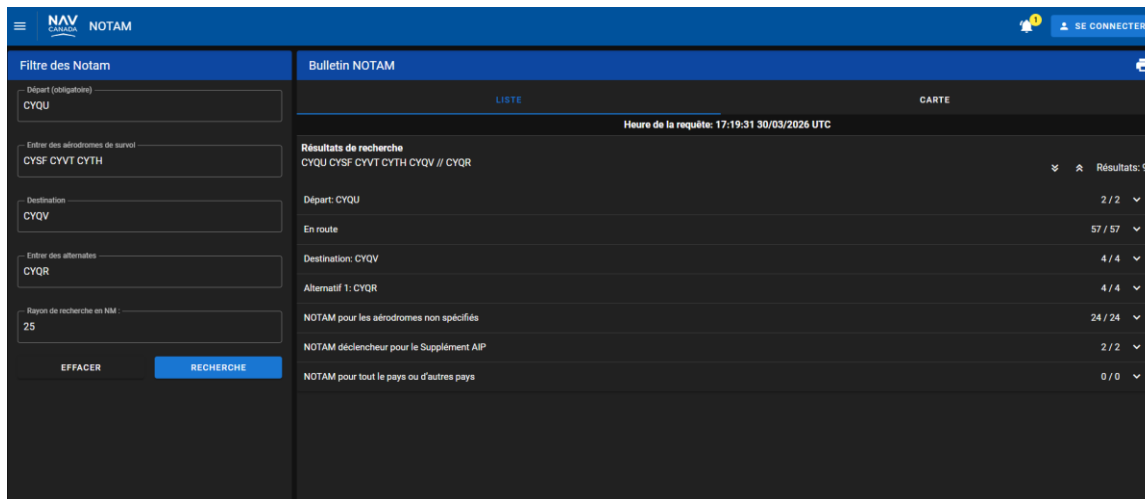 NAV
CANADA
NOTAM
1
SE CONNECTER
Filtre des Notam
Départ (obligatoire)
CYQU
Entrer des aérodromes de survol
CYSF CYVT CYTH
Destination
CYQV
Entrer des alternates
CYQR
Rayon de recherche en NM :
25
EFFACER
RECHERCHE
Bulletin NOTAM
LISTE
CARTE
Heure de la requête: 17:19:31 30/03/2026 UTC
Résultats de recherche
CYQU CYSF CYVT CYTH CYQV // CYQR
Résultats: 9
Départ: CYQU 2 / 2
En route 57 / 57
Destination: CYQV 4 / 4
Alternatif 1: CYQR 4 / 4
NOTAM pour les aérodromes non spécifiés 24 / 24
NOTAM déclencheur pour le Supplément AIP 2 / 2
NOTAM pour tout le pays ou d'autres pays 0 / 0